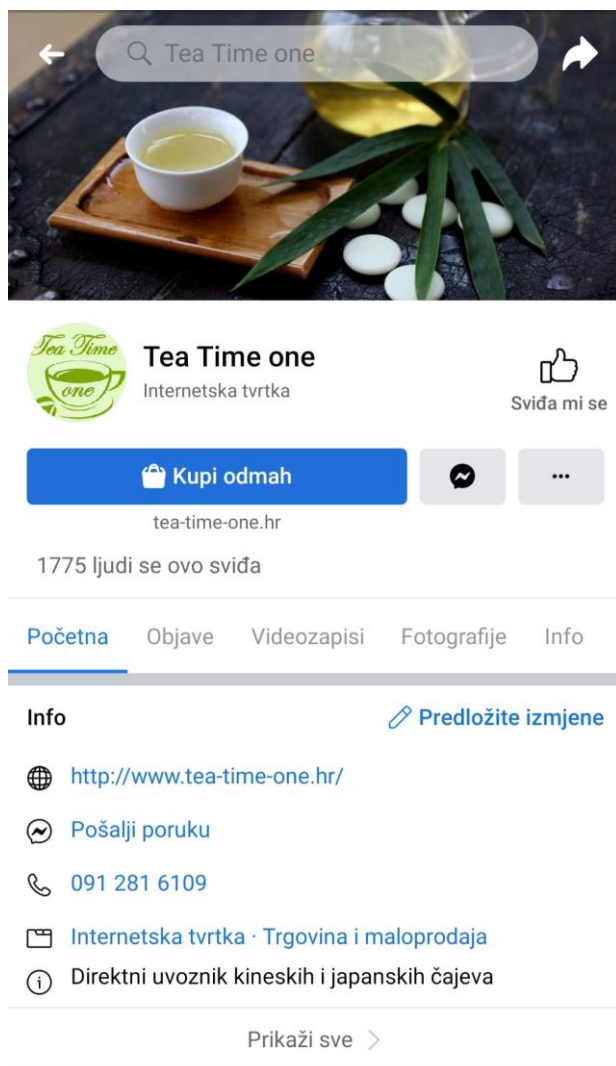 Tea Time one
Tea Time
one
Tea Time one
Internetska tvrtka
Sviđa mi se
Kupi odmah
tea-time-one.hr
1775 ljudi se ovo sviđa
Početna Objave Videozapisi Fotografije Info
Info Predložite izmjene
http://www.tea-time-one.hr/
Pošalji poruku
091 281 6109
Internetska tvrtka · Trgovina i maloprodaja
Direktni uvoznik kineskih i japanskih čajeva
Prikaži sve